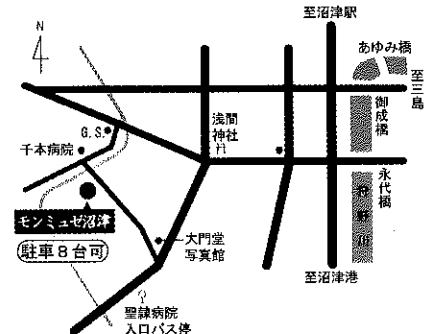 至沼津駅
N
あゆみ橋
至三島
御成橋
浅間
神社
G.S.
千本病院
永代橋
狩野川
モンミュゼ沼津
駐車8台可
大門堂
写真館
至沼津港
聖隷病院
入口バス停